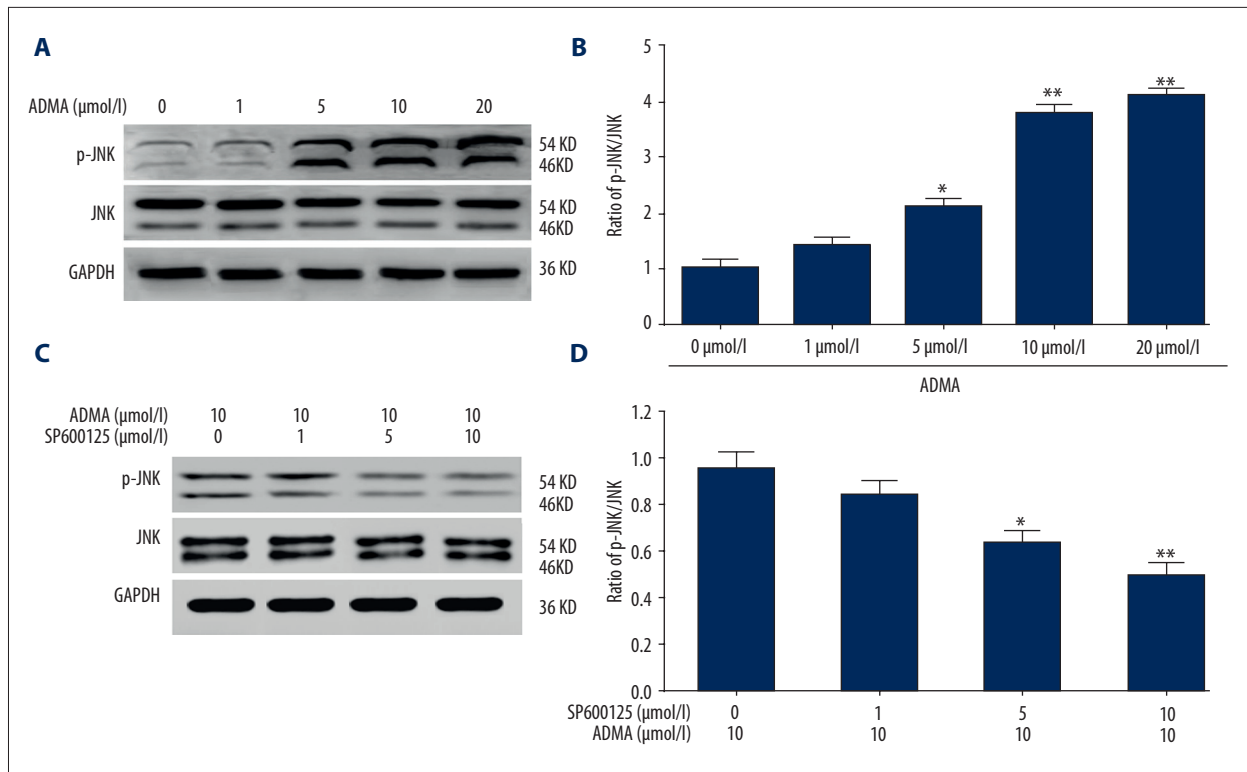 A
ADMA (µmol/l) 0 1 5 10 20
p-JNK 54 KD
46KD
JNK 54 KD
46KD
GAPDH 36 KD
B
Ratio of p-JNK/JNK
5
4
3
2
1
0
* ** **
0 µmol/l 1 µmol/l 5 µmol/l 10 µmol/l 20 µmol/l
ADMA
C
ADMA (µmol/l) 10 10 10 10
SP600125 (µmol/l) 0 1 5 10
p-JNK 54 KD
46KD
JNK 54 KD
46KD
GAPDH 36 KD
D
Ratio of p-JNK/JNK
1.2
1.0
0.8
0.6
0.4
0.2
0.0
* **
SP600125 (µmol/l) 0 1 5 10
ADMA (µmol/l) 10 10 10 10